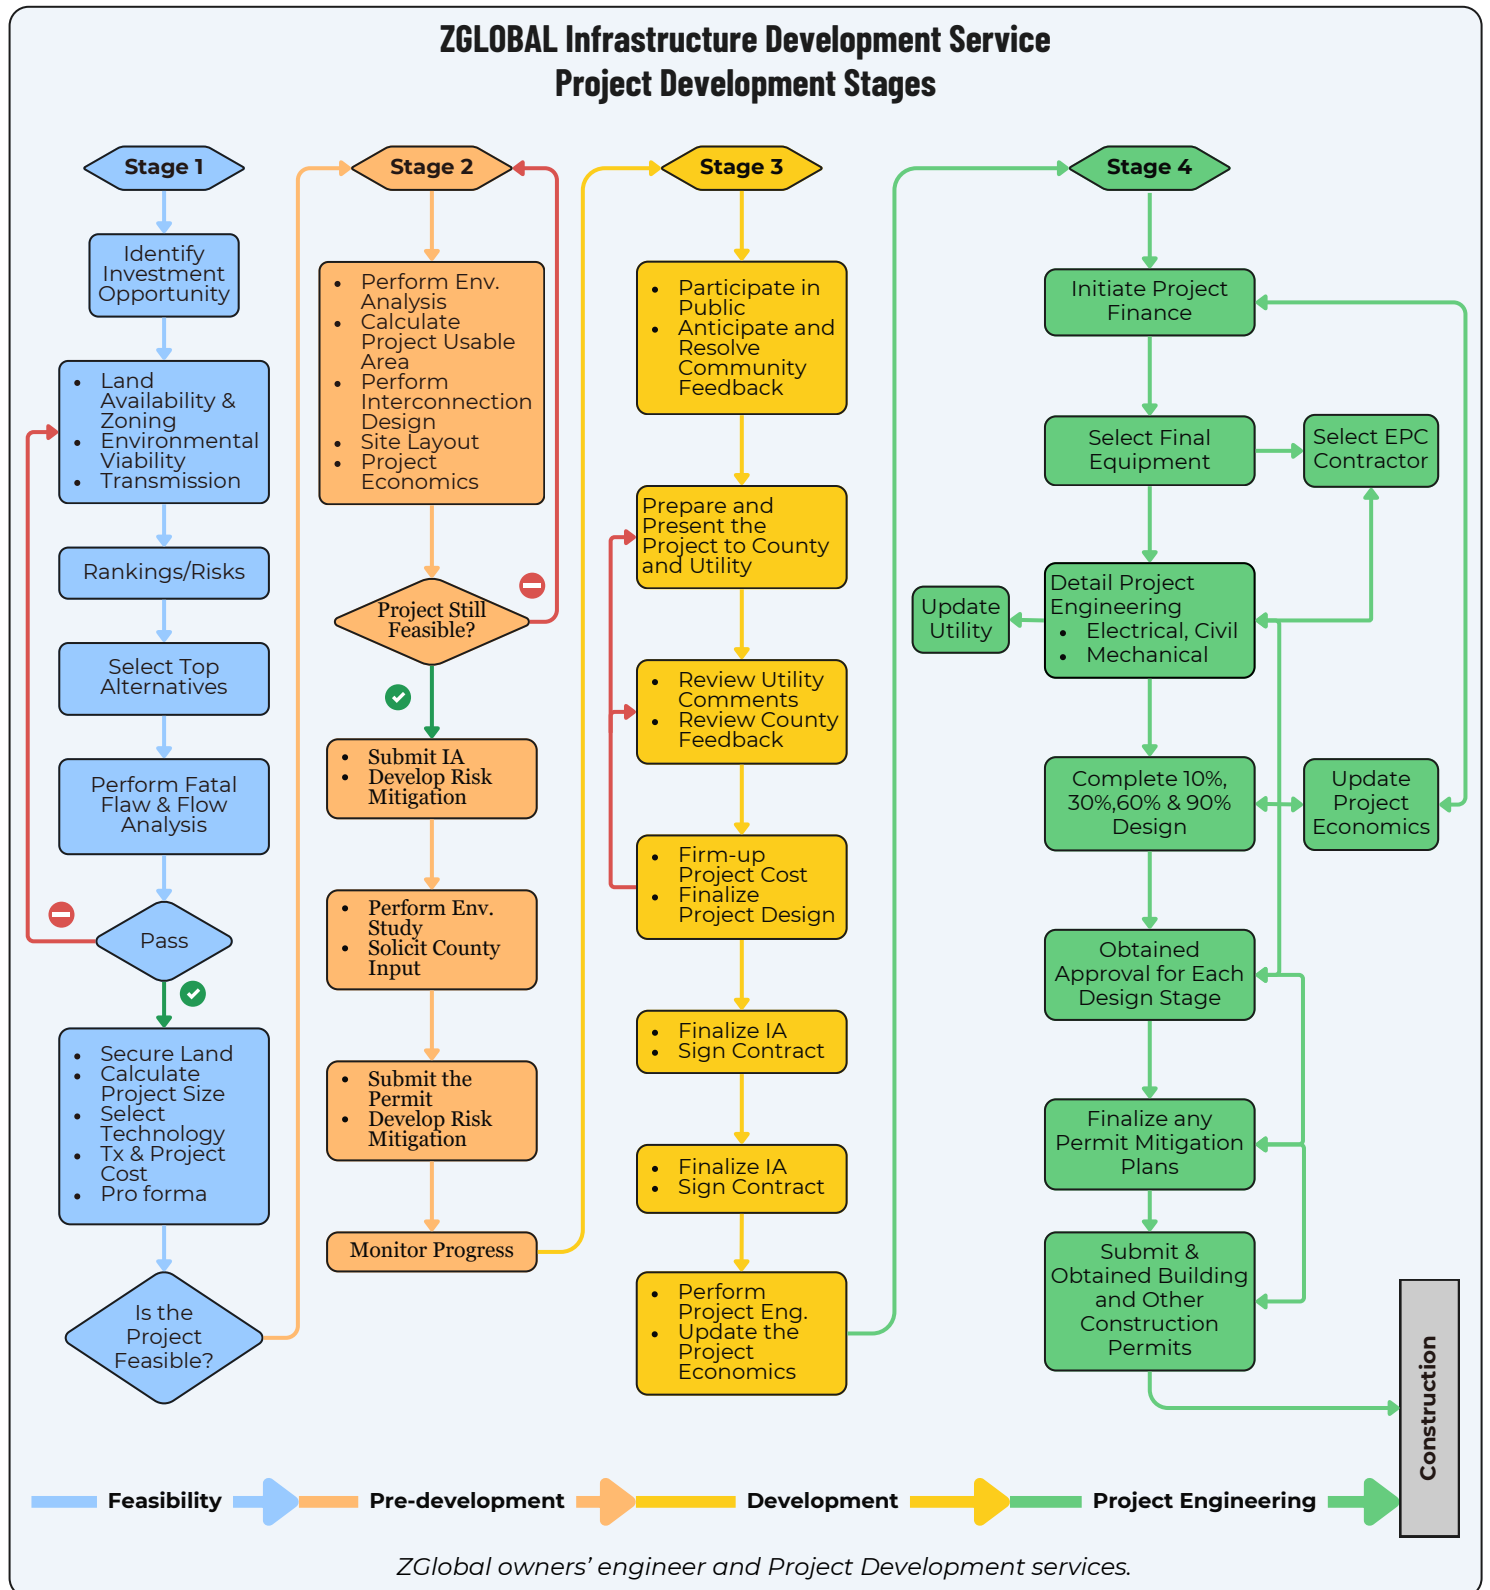 ZGLOBAL Infrastructure Development Service
Project Development Stages
Stage 1
Identify
Investment
Opportunity
• Land
Availability &
Zoning
• Environmental
Viability
• Transmission
Rankings/Risks
Select Top
Alternatives
Perform Fatal
Flaw & Flow
Analysis
Pass
• Secure Land
• Calculate
Project Size
• Select
Technology
• Tx & Project
Cost
• Pro forma
Is the
Project
Feasible?
Stage 2
• Perform Env.
Analysis
• Calculate
Project Usable
Area
• Perform
Interconnection
Design
• Site Layout
• Project
Economics
Project Still
Feasible?
• Submit IA
• Develop Risk
Mitigation
• Perform Env.
Study
• Solicit County
Input
• Submit the
Permit
• Develop Risk
Mitigation
Monitor Progress
Stage 3
• Participate in
Public
• Anticipate and
Resolve
Community
Feedback
Prepare and
Present the
Project to County
and Utility
• Review Utility
Comments
• Review County
Feedback
• Firm-up
Project Cost
• Finalize
Project Design
• Finalize IA
• Sign Contract
• Finalize IA
• Sign Contract
• Perform
Project Eng.
• Update the
Project
Economics
Stage 4
Initiate Project
Finance
Select Final
Equipment
Select EPC
Contractor
Detail Project
Engineering
• Electrical, Civil
• Mechanical
Update
Utility
Complete 10%,
30%,60% & 90%
Design
Update
Project
Economics
Obtained
Approval for Each
Design Stage
Finalize any
Permit Mitigation
Plans
Submit &
Obtained Building
and Other
Construction
Permits
Construction
Feasibility
Pre-development
Development
Project Engineering
ZGlobal owners’ engineer and Project Development services.